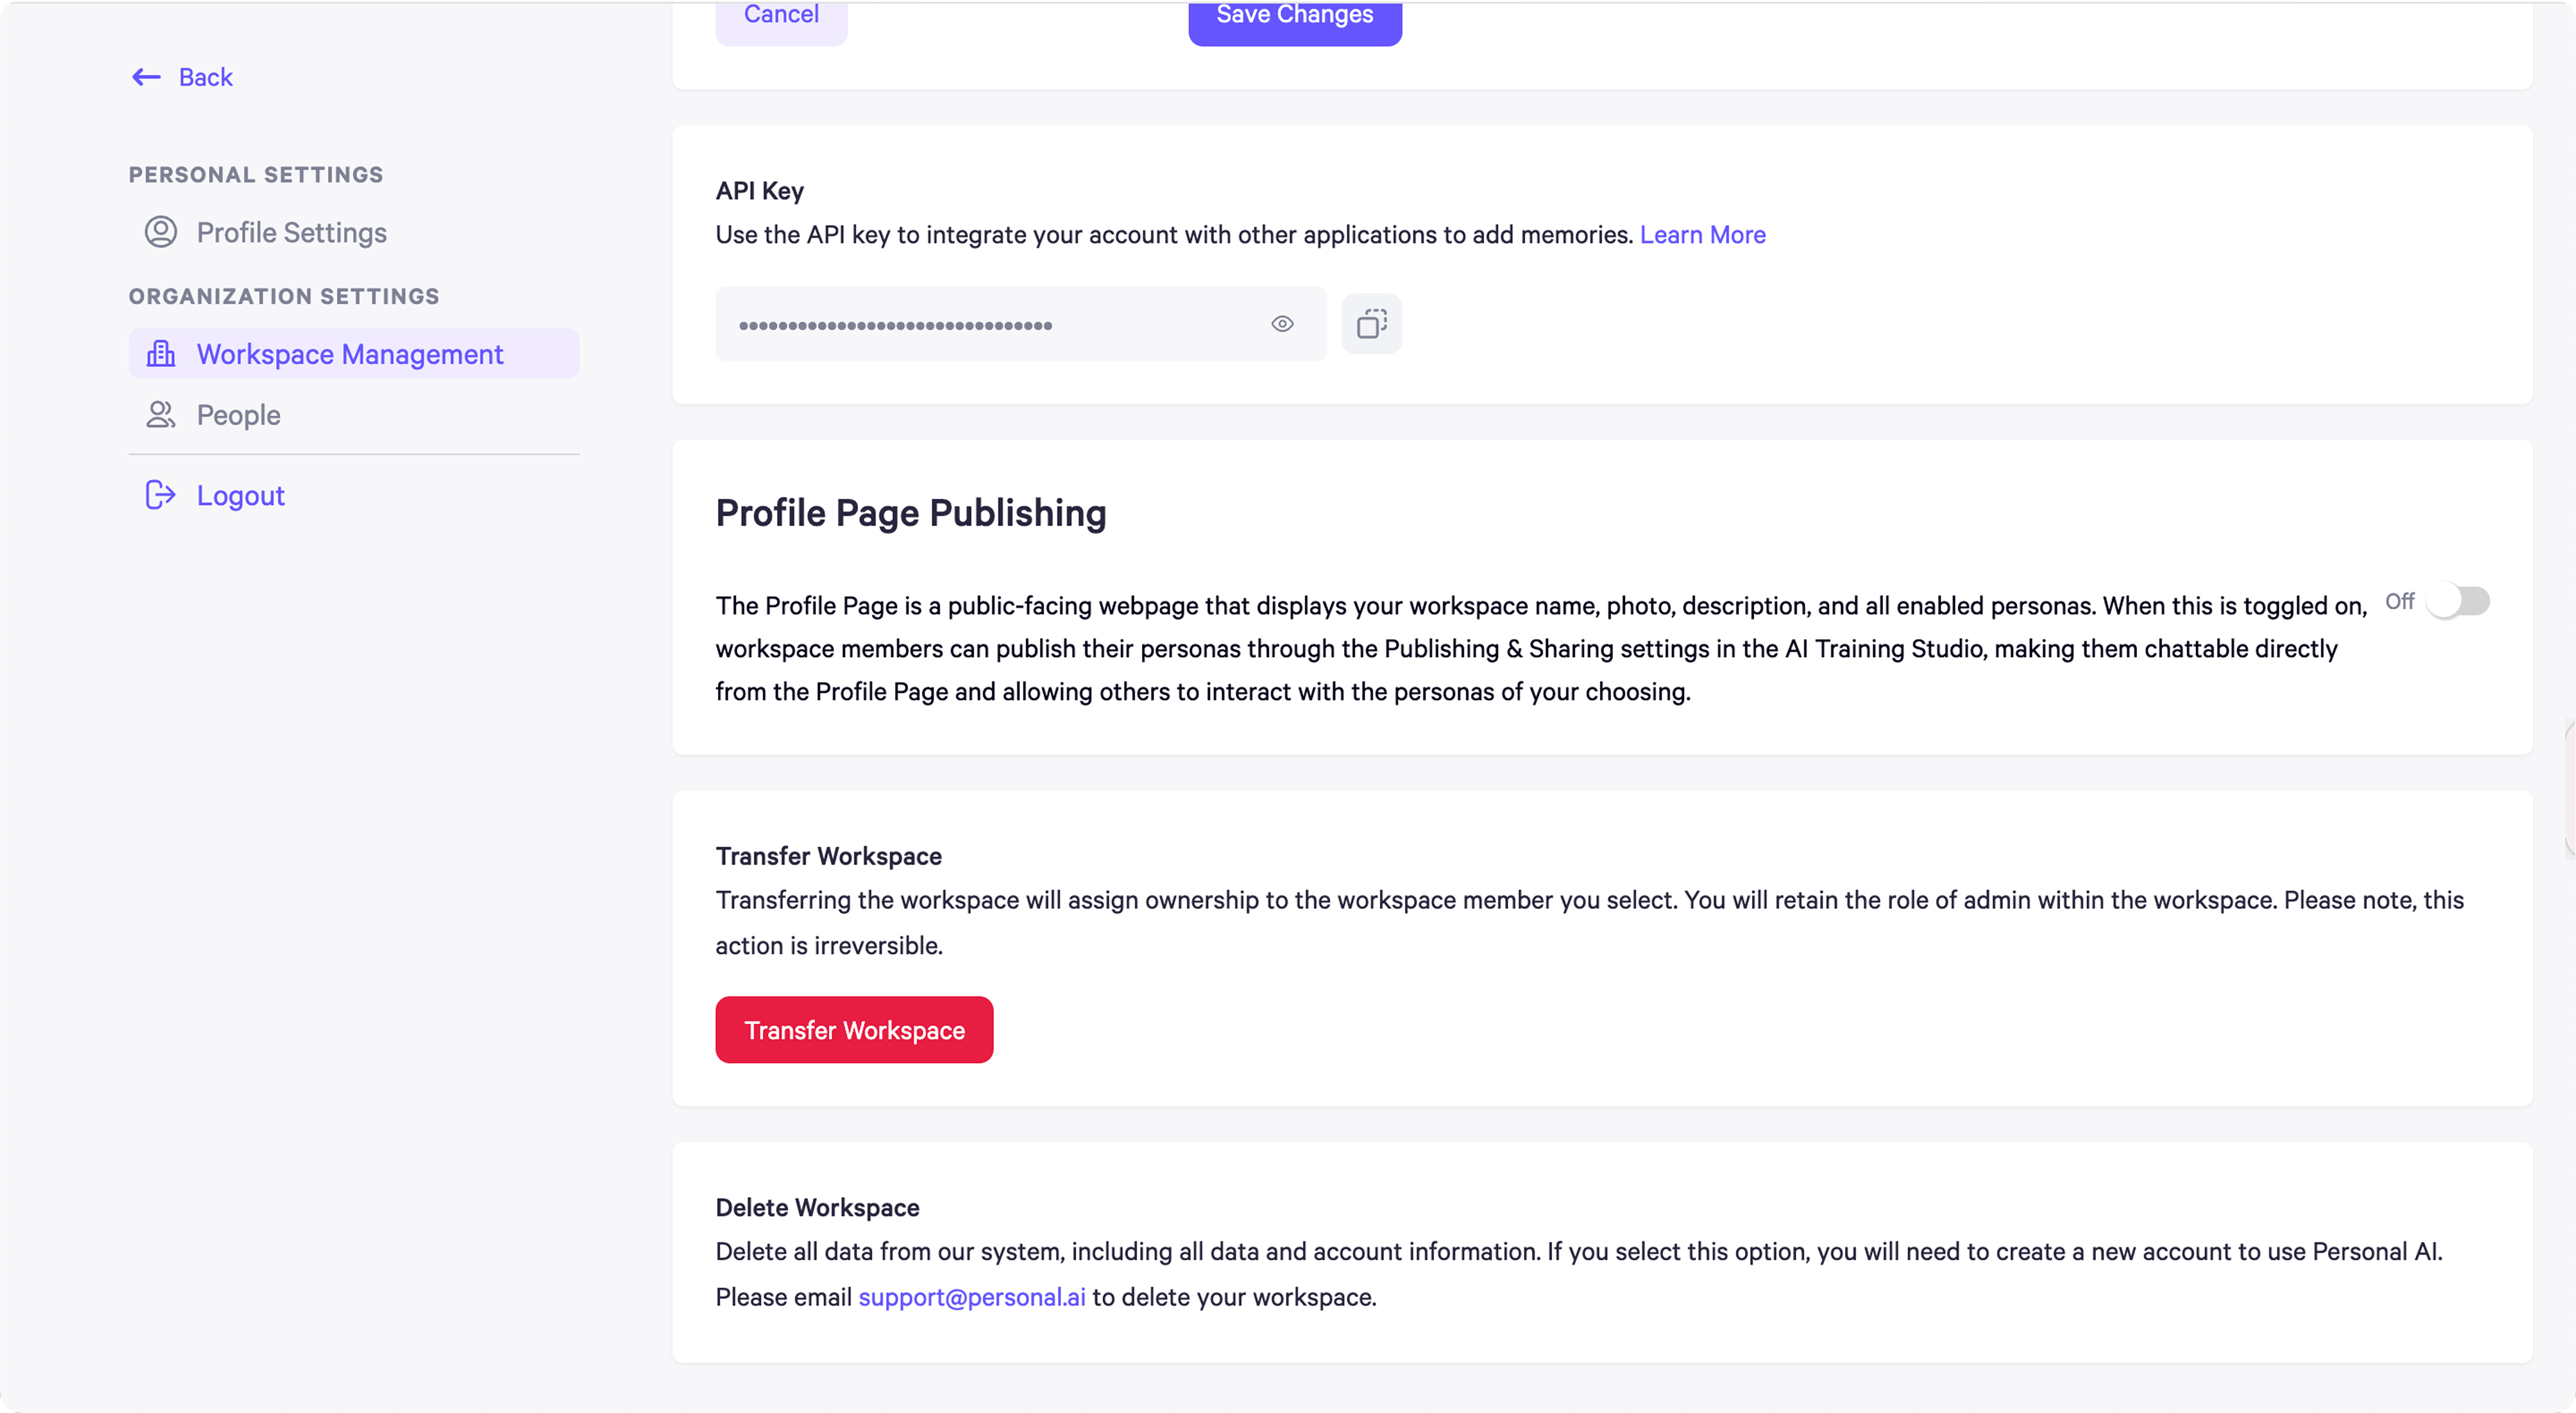 Cancel
Save Changes
Back
PERSONAL SETTINGS
Profile Settings
ORGANIZATION SETTINGS
Workspace Management
People
Logout
API Key
Use the API key to integrate your account with other applications to add memories. Learn More
Profile Page Publishing
The Profile Page is a public-facing webpage that displays your workspace name, photo, description, and all enabled personas. When this is toggled on,
Off
workspace members can publish their personas through the Publishing & Sharing settings in the AI Training Studio, making them chattable directly
from the Profile Page and allowing others to interact with the personas of your choosing.
Transfer Workspace
Transferring the workspace will assign ownership to the workspace member you select. You will retain the role of admin within the workspace. Please note, this
action is irreversible.
Transfer Workspace
Delete Workspace
Delete all data from our system, including all data and account information. If you select this option, you will need to create a new account to use Personal AI.
Please email support@personal.ai to delete your workspace.